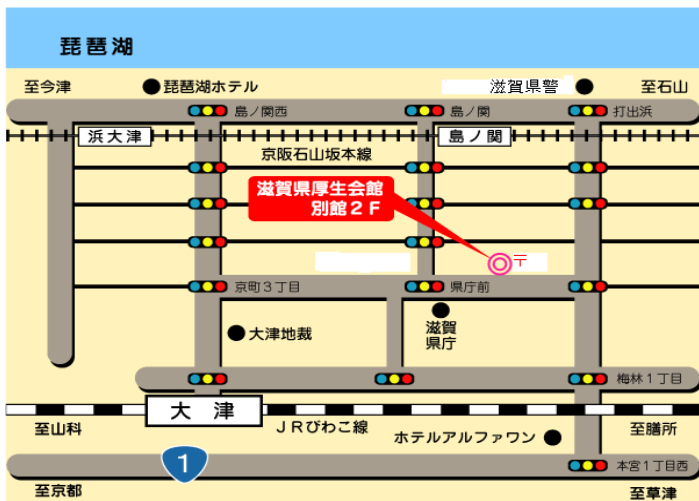 琵琶湖
至今津
琵琶湖ホテル
滋賀県警
至石山
島ノ関西
島ノ関
打出浜
浜大津
島ノ関
京阪石山坂本線
滋賀県厚生会館
別館2F
〒
京町3丁目
県庁前
大津地裁
滋賀
県庁
梅林1丁目
大津
至山科
JRびわこ線
ホテルアルファワン
至膳所
1
本宮1丁目西
至京都
至草津